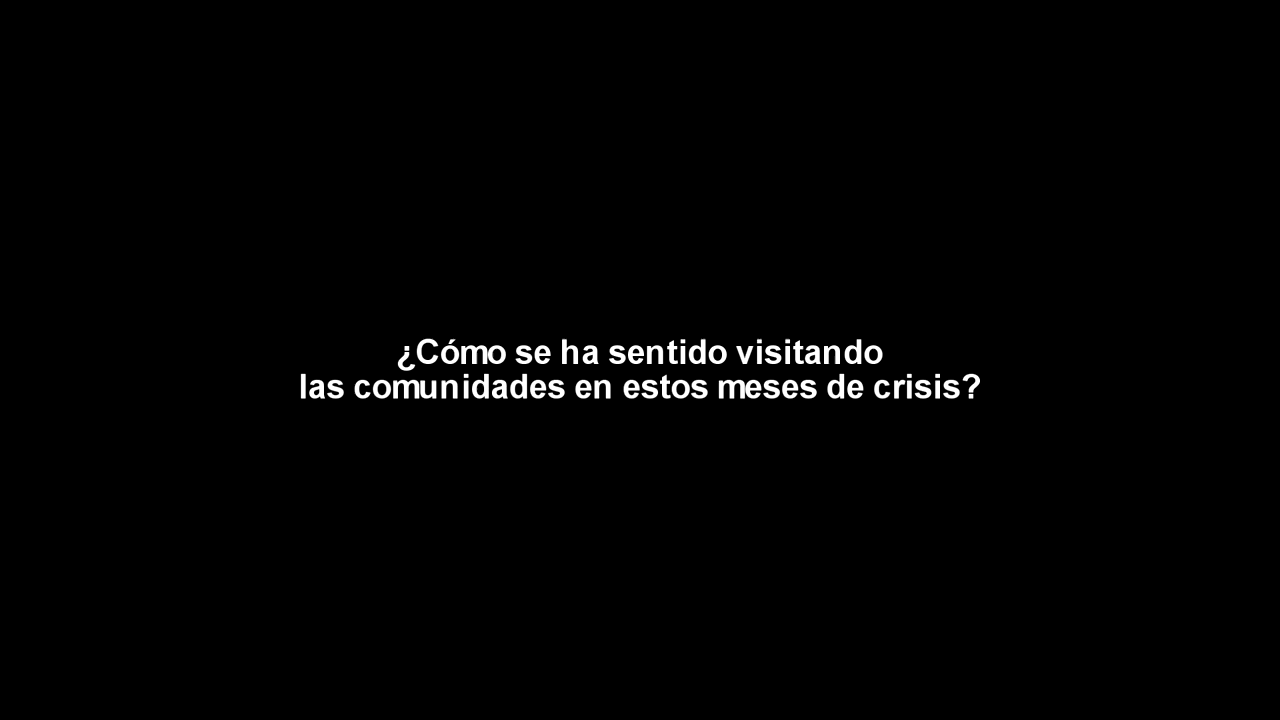 ¿Cómo se ha sentido visitando
las comunidades en estos meses de crisis?